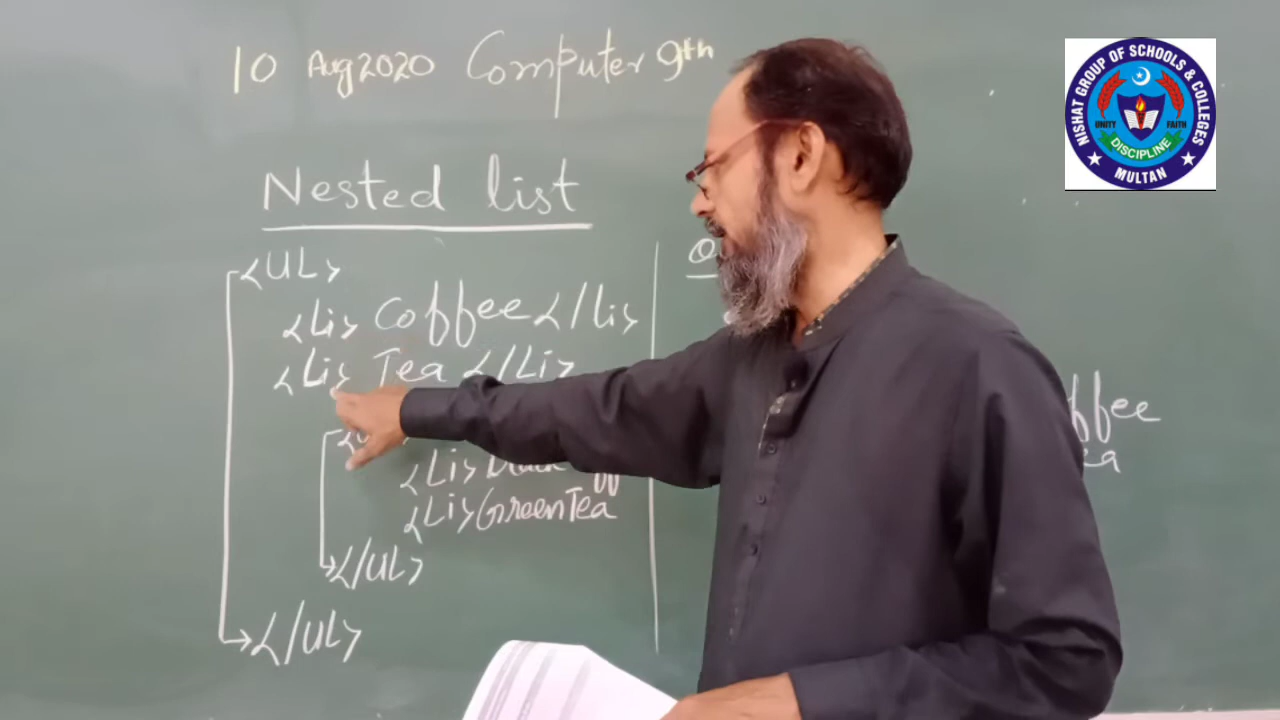 10 Aug 2020 Computer 9th
NISHAT GROUP OF SCHOOLS & COLLEGES
UNITY FAITH
DISCIPLINE
MULTAN
Nested list
<UL>
<Li> Coffee </Li>
<Li> Tea </Li>
<Li>
<Li> Green Tea
</UL>
</UL>